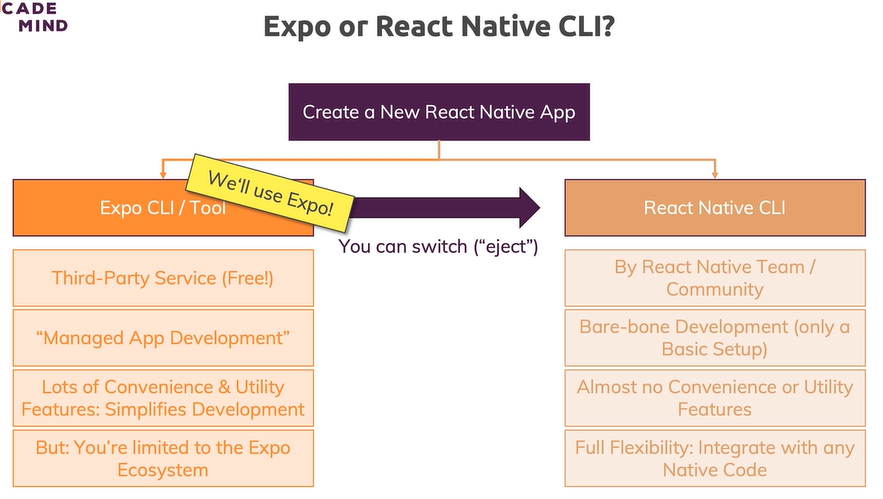 CADE
MIND
Expo or React Native CLI?
Create a New React Native App
We'll use Expo!
Expo CLI / Tool
React Native CLI
You can switch (“eject”)
Third-Party Service (Free!)
“Managed App Development”
Lots of Convenience & Utility
Features: Simplifies Development
But: You’re limited to the Expo
Ecosystem
By React Native Team /
Community
Bare-bone Development (only a
Basic Setup)
Almost no Convenience or Utility
Features
Full Flexibility: Integrate with any
Native Code